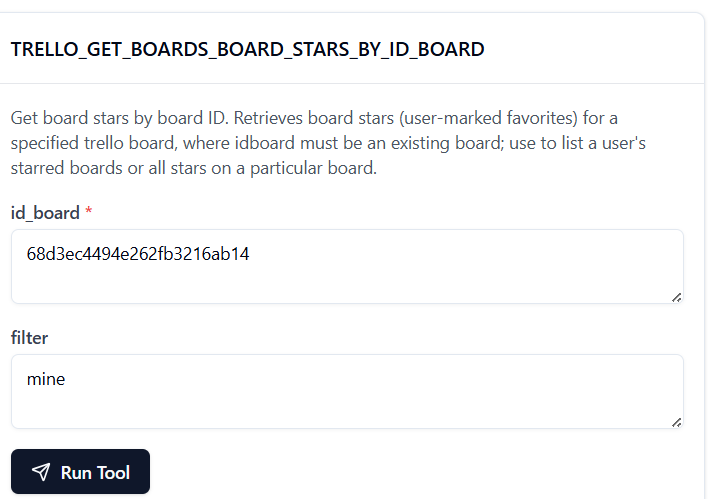 TRELLO_GET_BOARDS_BOARD_STARS_BY_ID_BOARD
Get board stars by board ID. Retrieves board stars (user-marked favorites) for a
specified trello board, where idboard must be an existing board; use to list a user's
starred boards or all stars on a particular board.
id_board *
68d3ec4494e262fb3216ab14
filter
mine
Run Tool